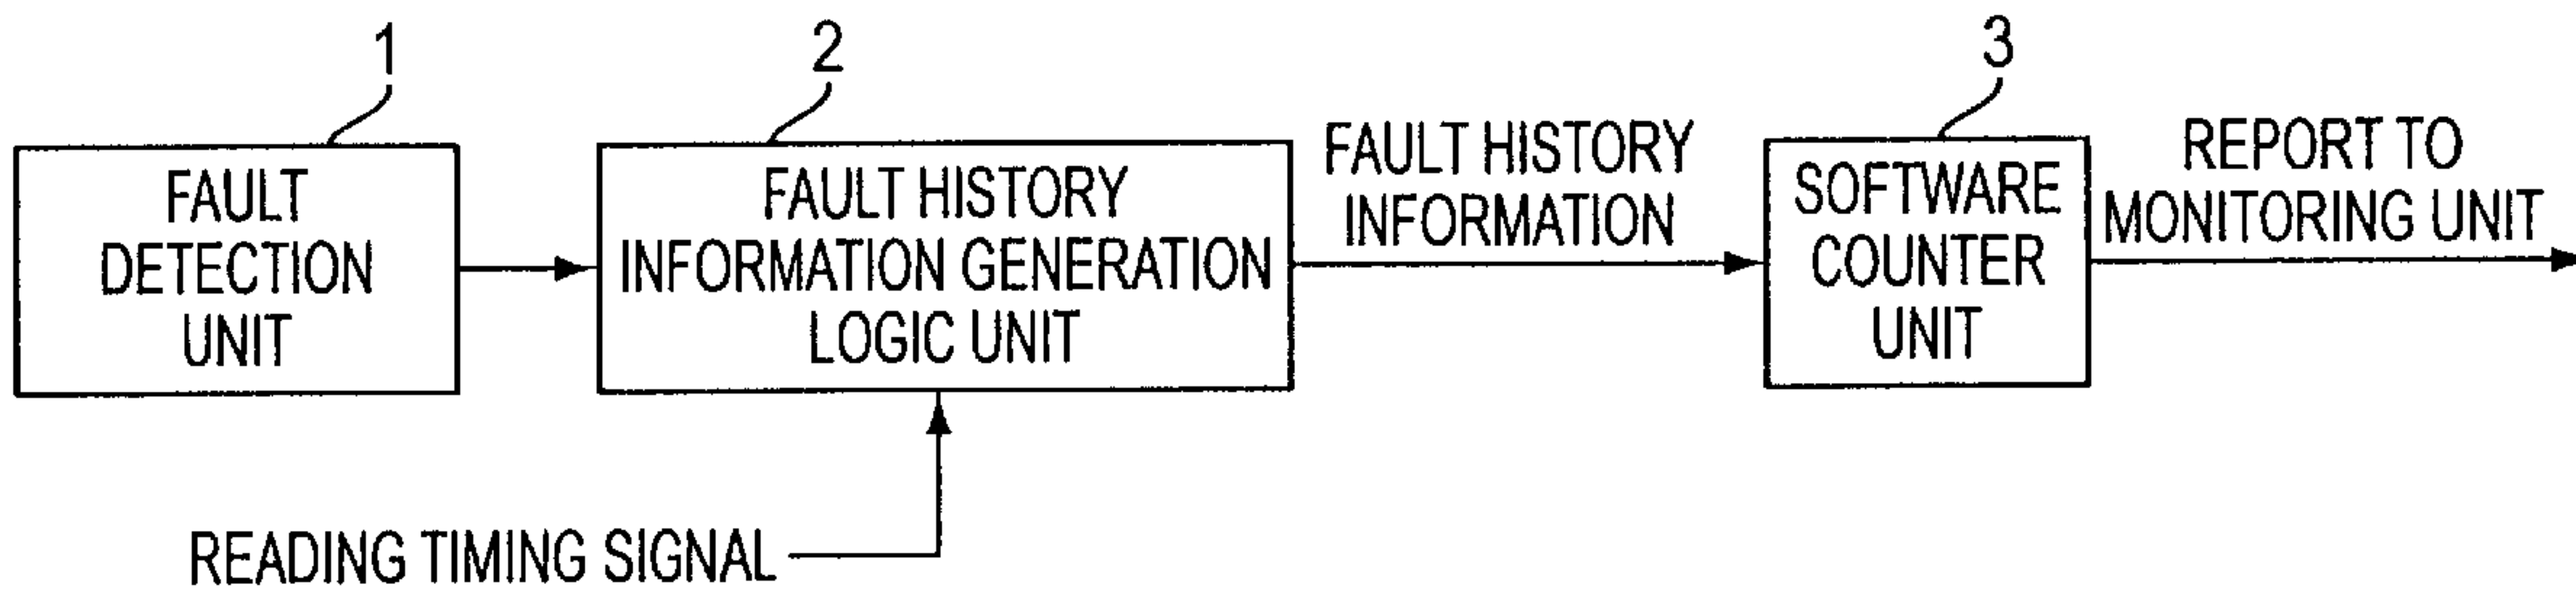 1
2
3
FAULT
DETECTION
UNIT
FAULT HISTORY
INFORMATION GENERATION
LOGIC UNIT
FAULT HISTORY
INFORMATION
SOFTWARE
COUNTER
UNIT
REPORT TO
MONITORING UNIT
READING TIMING SIGNAL